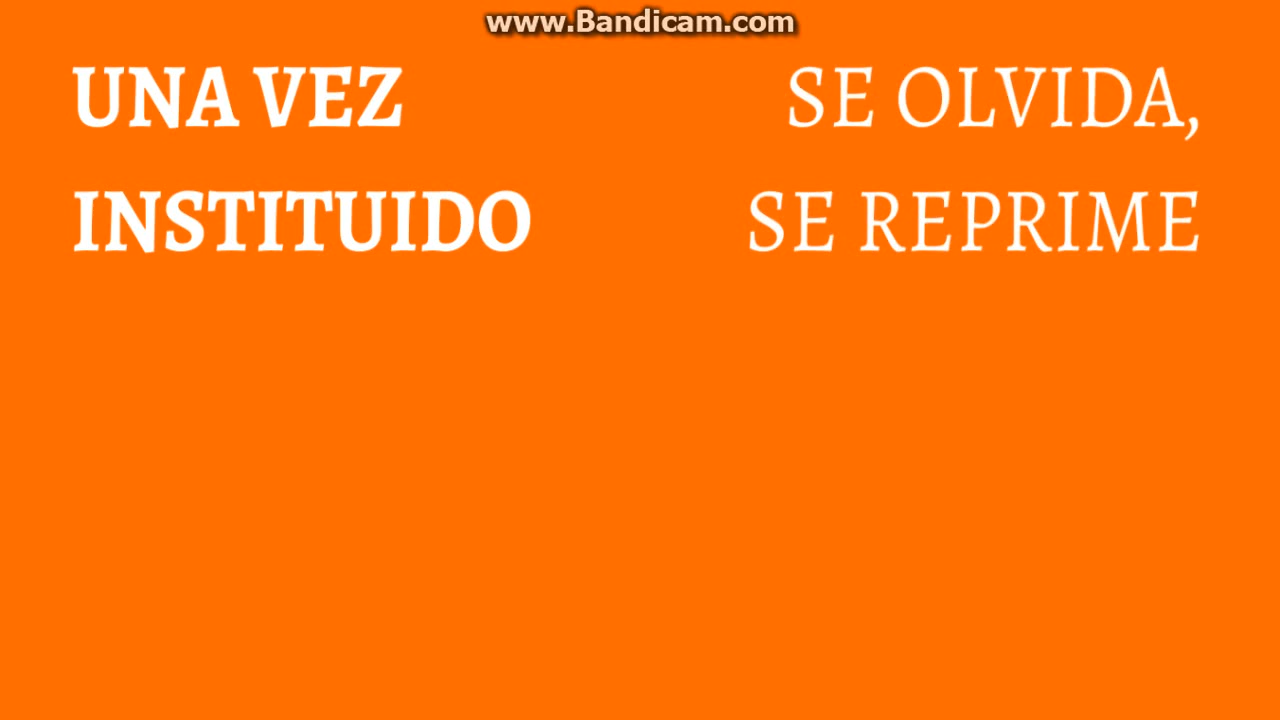 www.Bandicam.com
UNA VEZ
INSTITUIDO
SE OLVIDA,
SE REPRIME